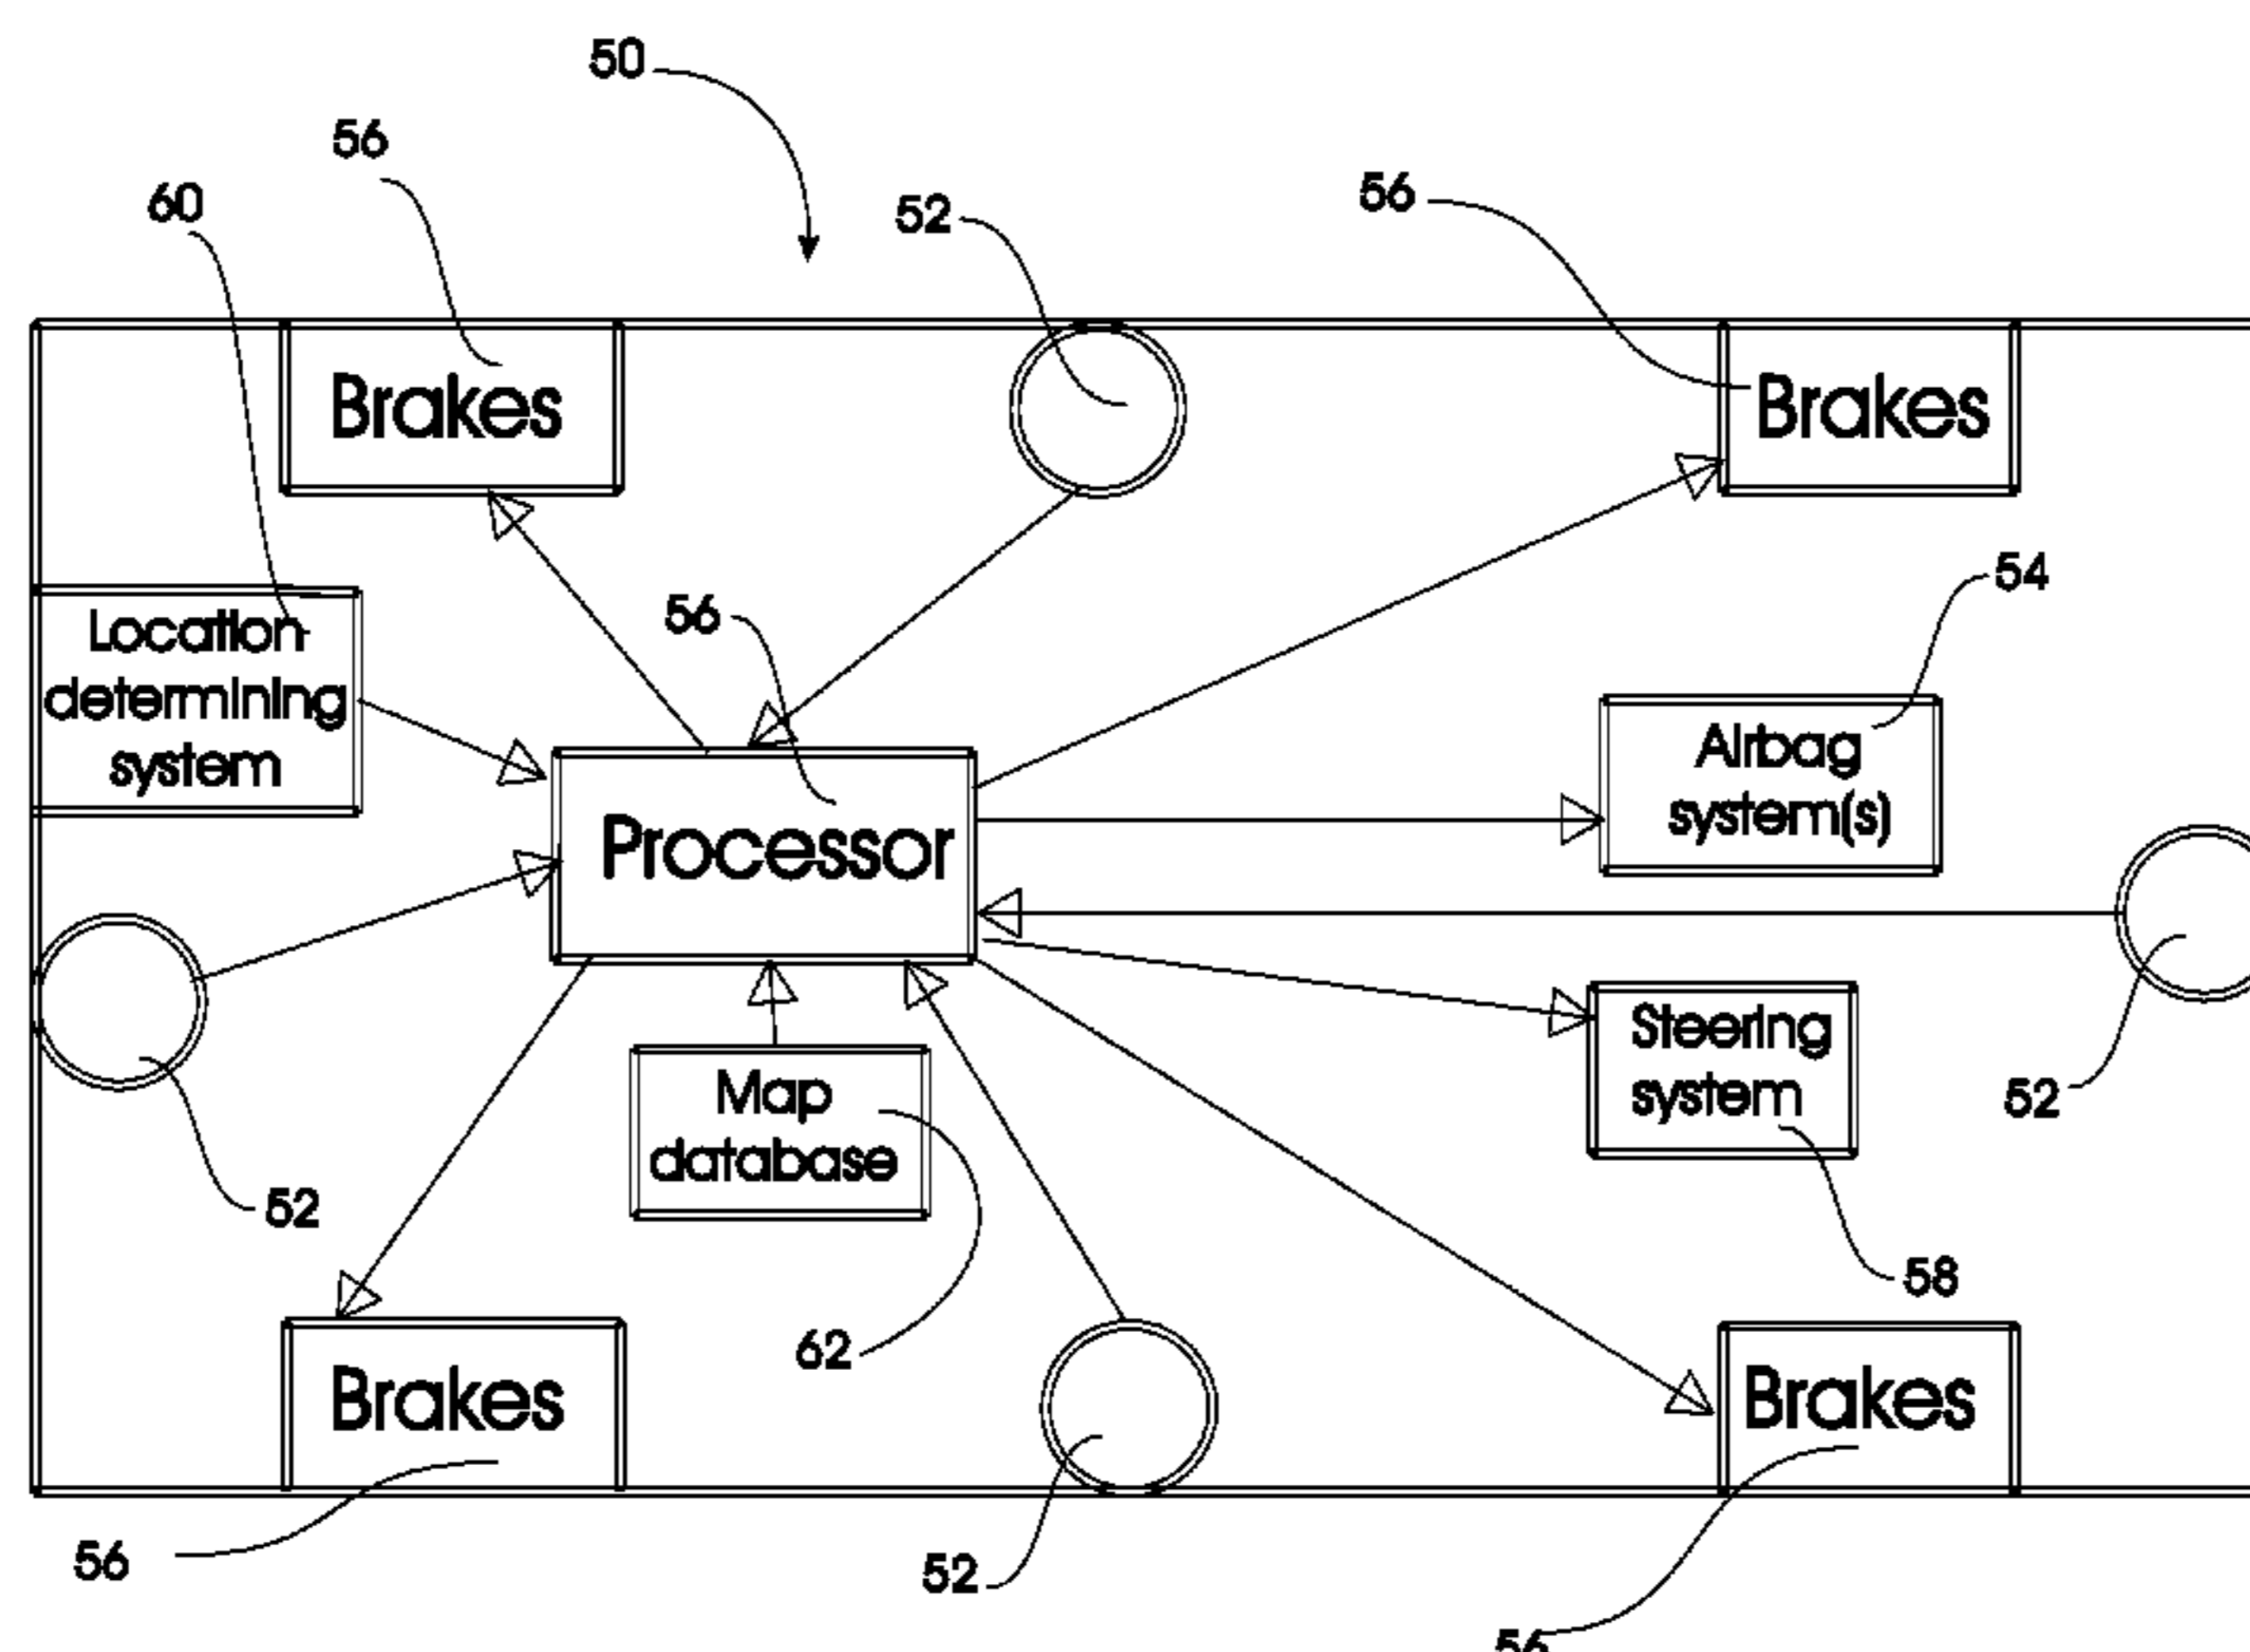 50
56
60
52
56
Brakes
Brakes
54
Location
determining
system
56
Airbag
system(s)
Processor
Steering
system
52
Map
database
52
58
62
Brakes
Brakes
56
52
56